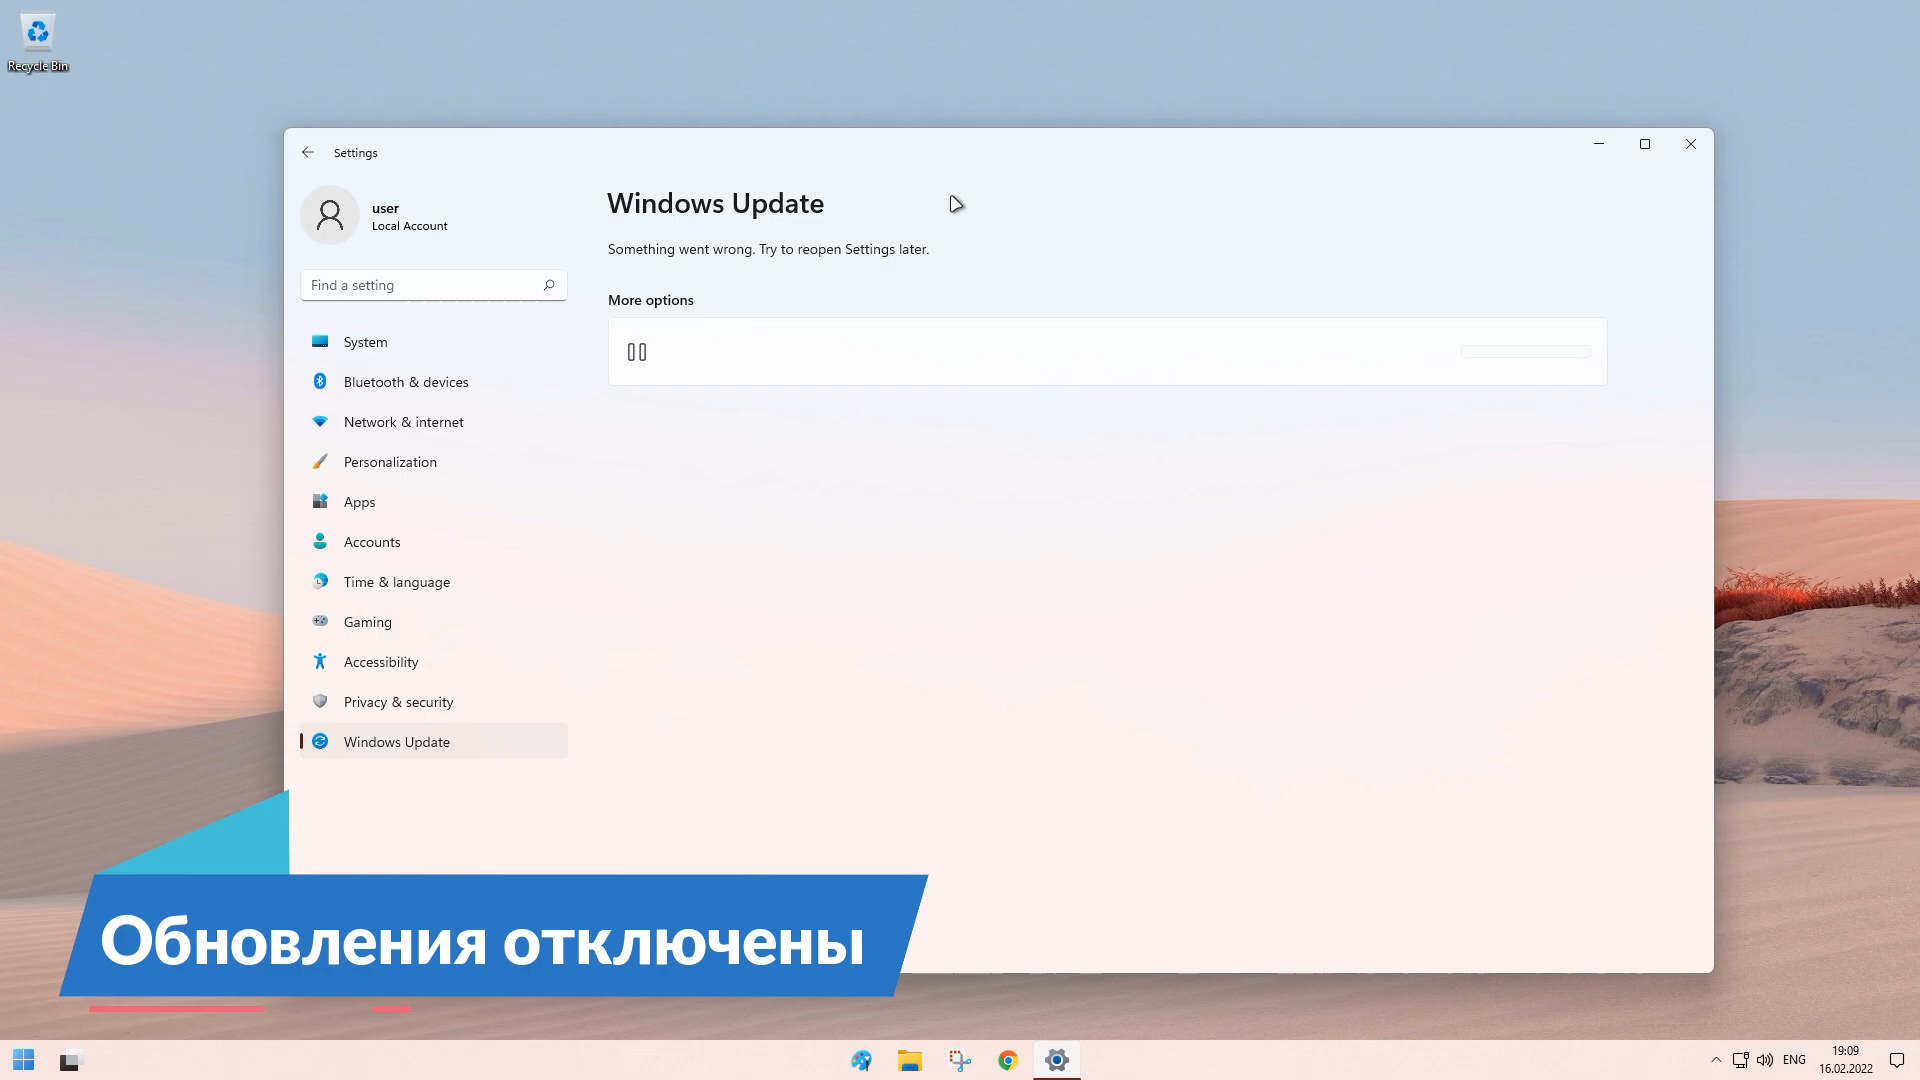 Recycle Bin
Settings
user
Local Account
Find a setting
System
Bluetooth & devices
Network & internet
Personalization
Apps
Accounts
Time & language
Gaming
Accessibility
Privacy & security
Windows Update
Windows Update
Something went wrong. Try to reopen Settings later.
More options
Обновления отключены
ENG
19:09
16.02.2022